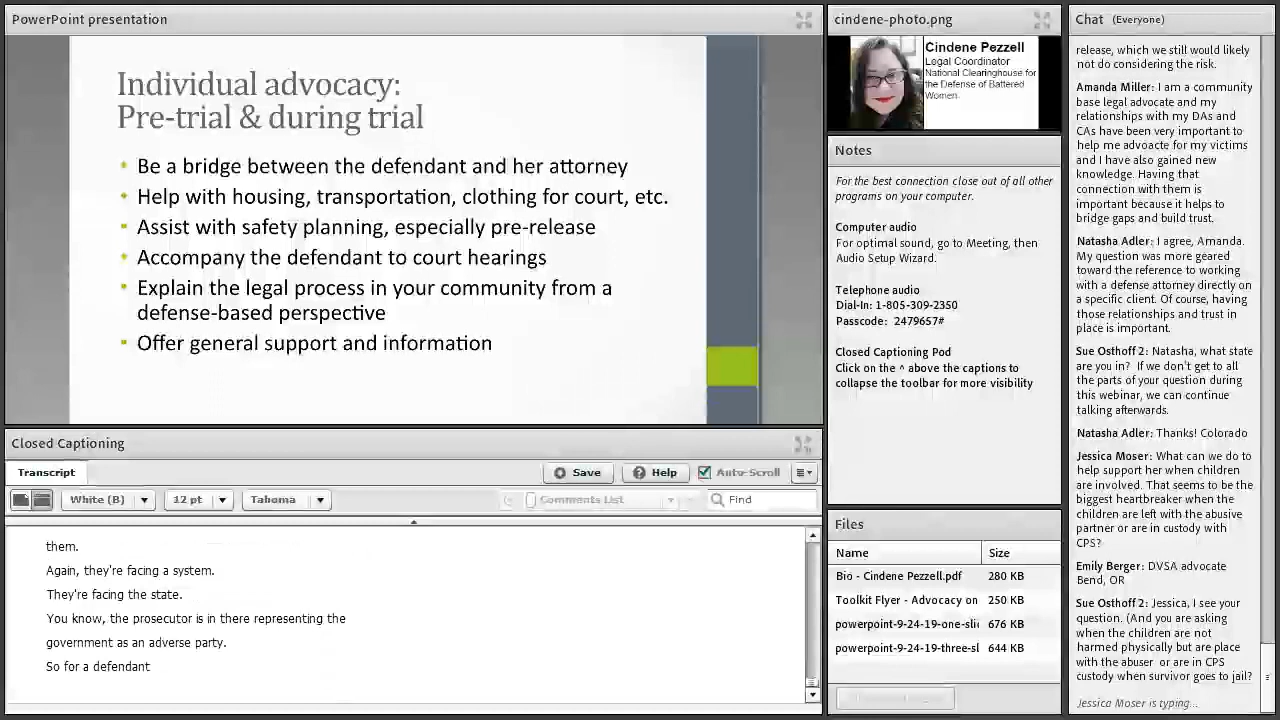 PowerPoint presentation
Individual advocacy:
Pre-trial & during trial
Be a bridge between the defendant and her attorney
Help with housing, transportation, clothing for court, etc.
Assist with safety planning, especially pre-release
Accompany the defendant to court hearings
Explain the legal process in your community from a
defense-based perspective
Offer general support and information
Closed Captioning
Transcript
Save
Help
Auto-Scroll
White (B)
12 pt
Tahoma
Comments List
Find
them.
Again, they're facing a system.
They're facing the state.
You know, the prosecutor is in there representing the
government as an adverse party.
So for a defendant
cindene-photo.png
Cindene Pezzell
Legal Coordinator
National Clearinghouse for
the Defense of Battered
Women
Notes
For the best connection close out of all other
programs on your computer.
Computer audio
For optimal sound, go to Meeting, then
Audio Setup Wizard.
Telephone audio
Dial-In: 1-805-309-2350
Passcode: 2479657#
Closed Captioning Pod
Click on the ^ above the captions to
collapse the toolbar for more visibility
Files
Name Size
Bio - Cindene Pezzell.pdf 280 KB
Toolkit Flyer - Advocacy on 250 KB
powerpoint-9-24-19-one-sli 676 KB
powerpoint-9-24-19-three-sl 644 KB
Chat (Everyone)
release, which we still would likely
not do considering the risk.
Amanda Miller: I am a community
base legal advocate and my
relationships with my DAs and
CAs have been very important to
help me advoacte for my victims
and I have also gained new
knowledge. Having that
connection with them is
important because it helps to
bridge gaps and build trust.
Natasha Adler: I agree, Amanda.
My question was more geared
toward the reference to working
with a defense attorney directly on
a specific client. Of course, having
those relationships and trust in
place is important.
Sue Osthoff 2: Natasha, what state
are you in? If we don't get to all
the parts of your question during
this webinar, we can continue
talking afterwards.
Natasha Adler: Thanks! Colorado
Jessica Moser: What can we do to
help support her when children
are involved. That seems to be the
biggest heartbreaker when the
children are left with the abusive
partner or are in custody with
CPS?
Emily Berger: DVSA advocate
Bend, OR
Sue Osthoff 2: Jessica, I see your
question. (And you are asking
when the children are not
harmed physically but are place
with the abuser or are in CPS
custody when survivor goes to jail?
Jessica Moser is typing...